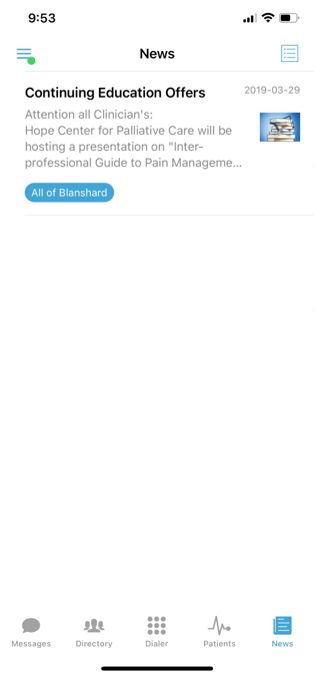 9:53
News
Continuing Education Offers
2019-03-29
Attention all Clinician's:
Hope Center for Palliative Care will be
hosting a presentation on "Inter-
professional Guide to Pain Manageme...
All of Blanshard
Messages
Directory
Dialer
Patients
News